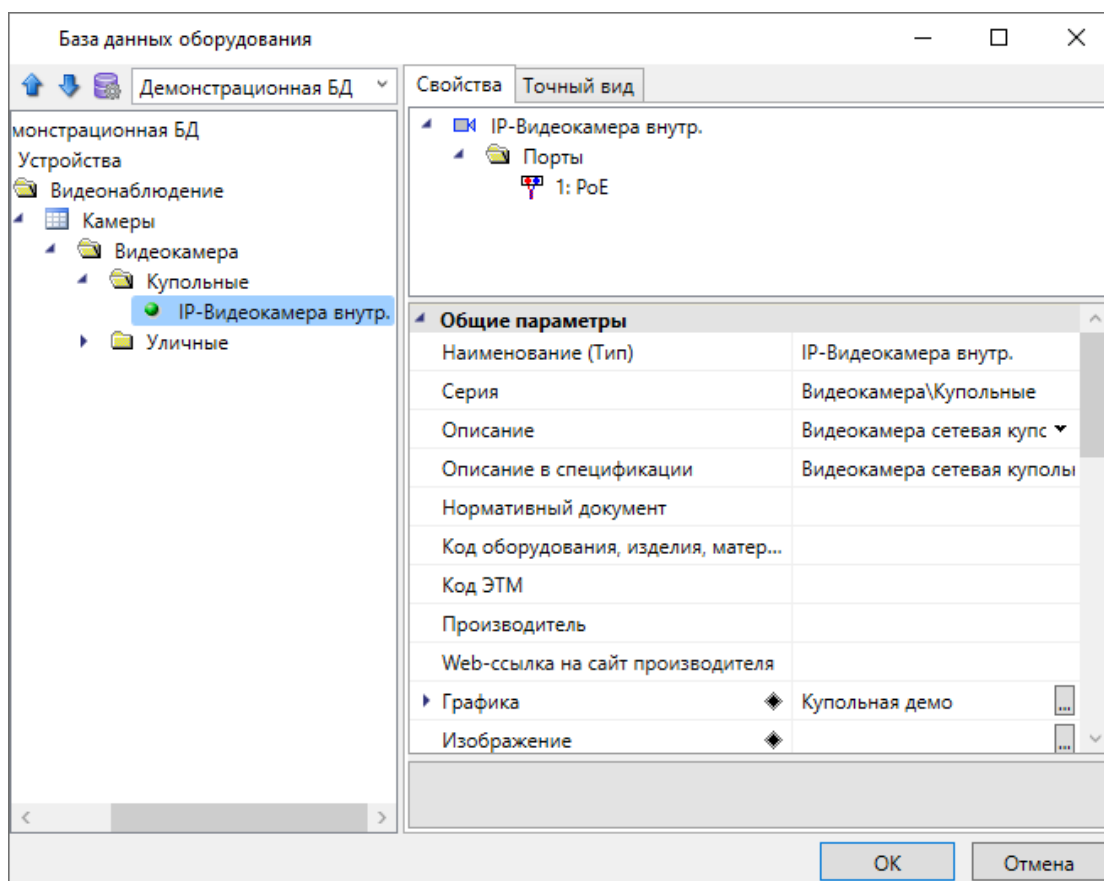 База данных оборудования
Демонстрационная БД
монстрационная БД
Устройства
Видеонаблюдение
Камеры
Видеокамера
Купольные
IP-Видеокамера внутр.
Уличные
Свойства
Точный вид
IP-Видеокамера внутр.
Порты
1: PoE
Общие параметры
Наименование (Тип) IP-Видеокамера внутр.
Серия Видеокамера\Купольные
Описание Видеокамера сетевая купс
Описание в спецификации Видеокамера сетевая куполы
Нормативный документ
Код оборудования, изделия, матер...
Код ЭТМ
Производитель
Web-ссылка на сайт производителя
Графика Купольная демо ...
Изображение ...
OK
Отмена